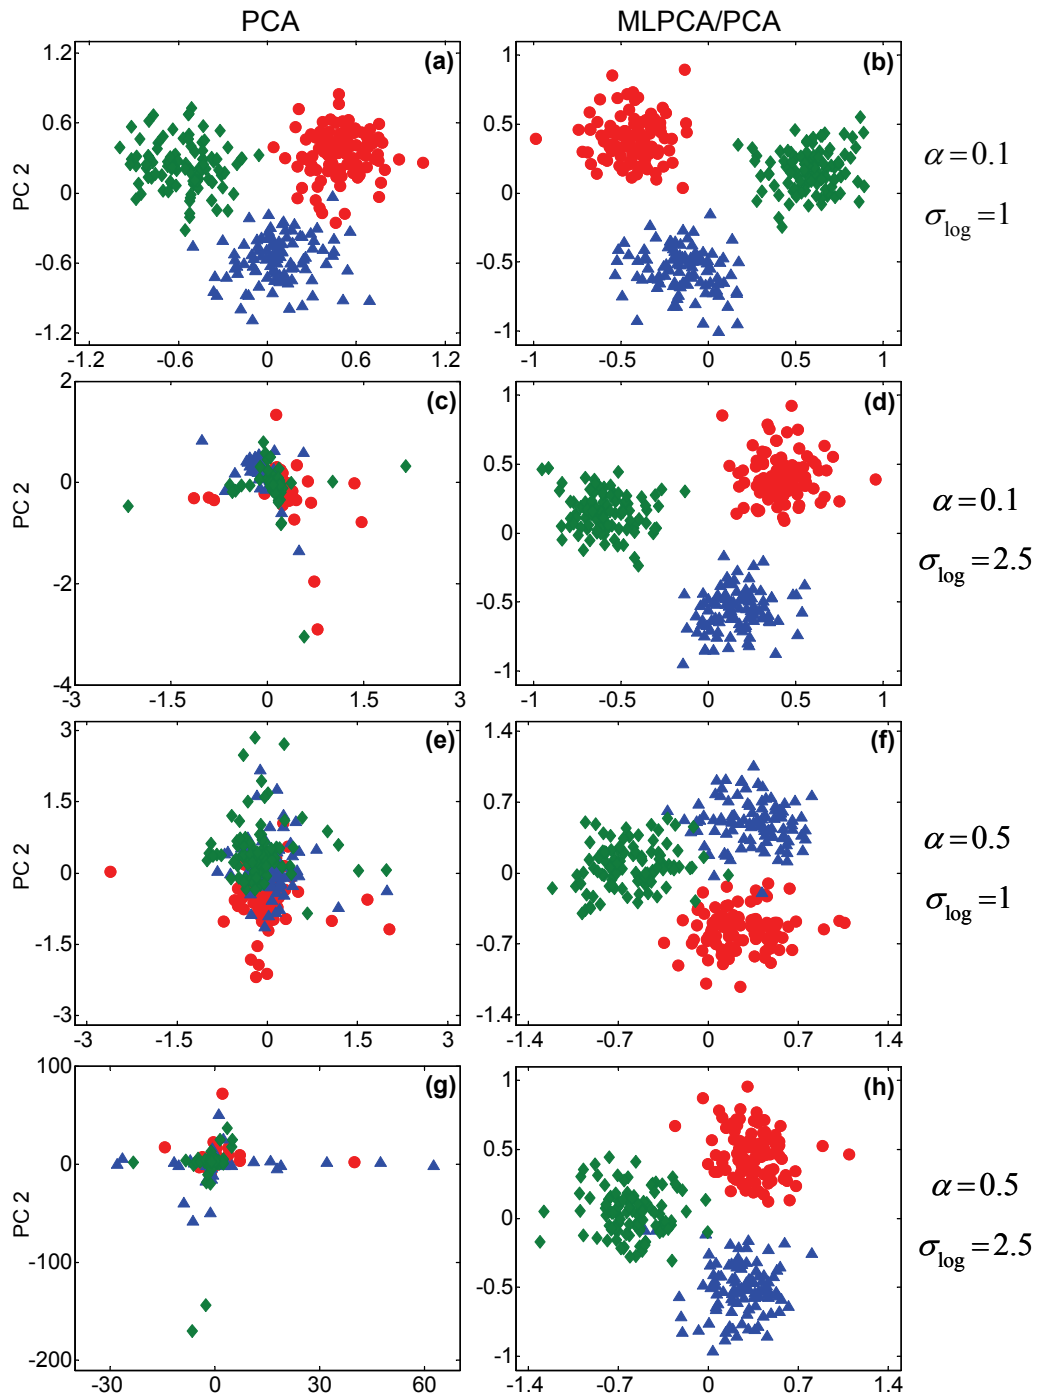 PCA MLPCA/PCA
1.2 (a) 1 (b)
0.6 0.5
PC 2 0 0 α = 0.1
-0.6 -0.5 σlog = 1
-1.2 -1
-1.2 -0.6 0 0.6 1.2 -1 -0.5 0 0.5 1
2 (c) 1 (d)
PC 2 0 0.5 α = 0.1
-2 0 σlog = 2.5
-4 -0.5
-1
-3 -1.5 0 1.5 3 -1 -0.5 0 0.5 1
3 (e) 1.4 (f)
1.5 0.7
PC 2 0 0 α = 0.5
-1.5 -0.7 σlog = 1
-3 -1.4
-3 -1.5 0 1.5 3 -1.4 -0.7 0 0.7 1.4
100 (g) 1 (h)
0 0.5
PC 2 -100 0 α = 0.5
-200 -0.5 σlog = 2.5
-1
-30 0 30 60 -1.4 -0.7 0 0.7 1.4